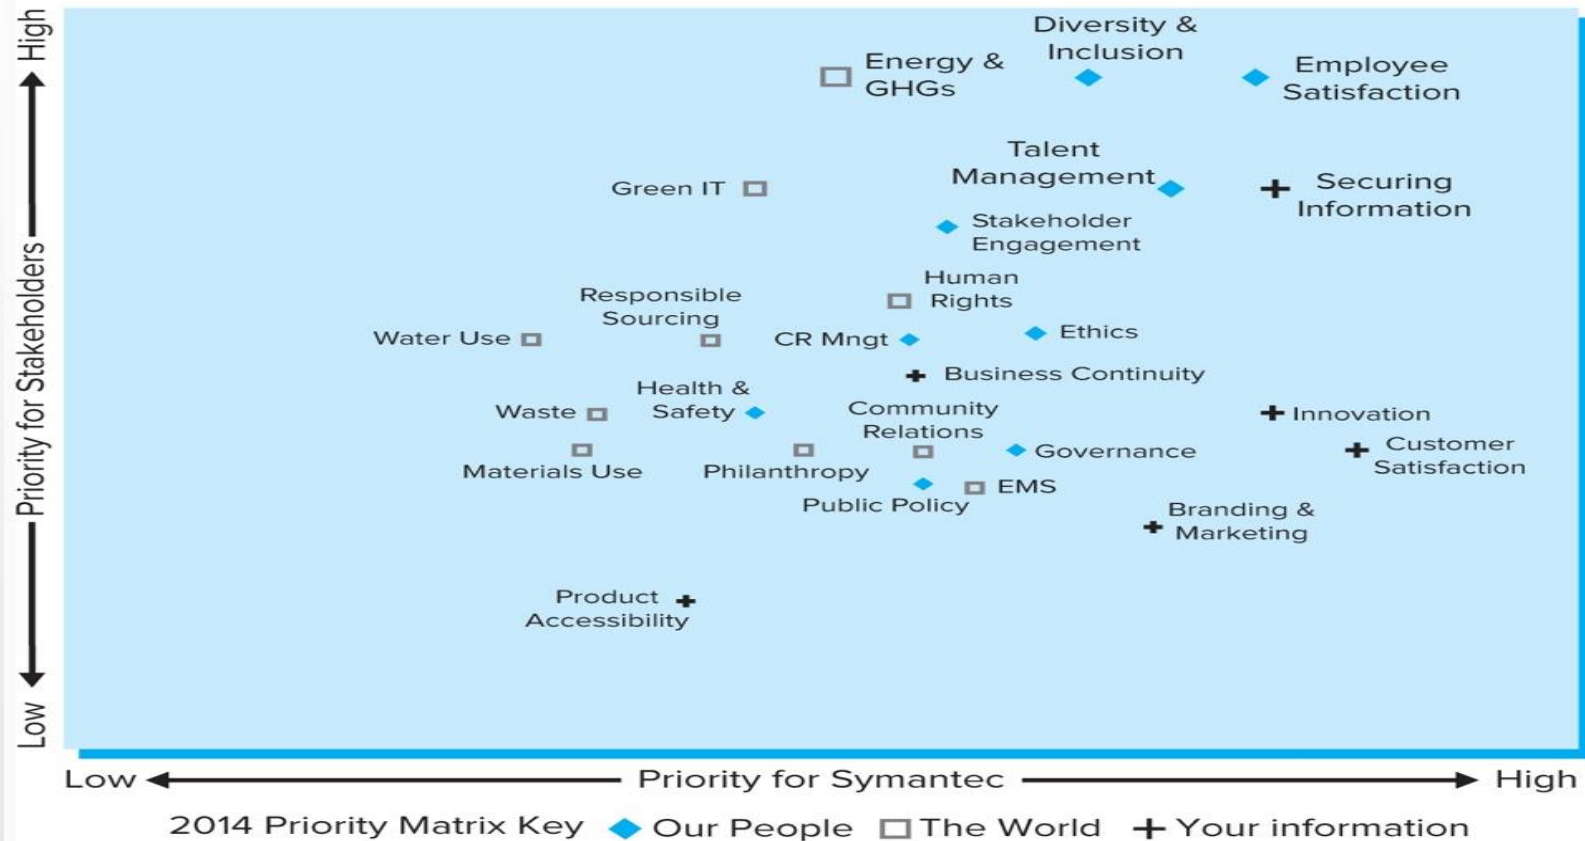 High
Priority for Stakeholders
Low
Diversity &
Inclusion
Energy &
GHGs
Employee
Satisfaction
Talent
Management
Green IT
Securing
Information
Stakeholder
Engagement
Human
Rights
Responsible
Sourcing
Water Use
CR Mngt
Ethics
Business Continuity
Health &
Safety
Waste
Community
Relations
Innovation
Materials Use
Philanthropy
Governance
Customer
Satisfaction
Public Policy
EMS
Branding &
Marketing
Product
Accessibility
Low Priority for Symantec High
2014 Priority Matrix Key Our People The World Your information